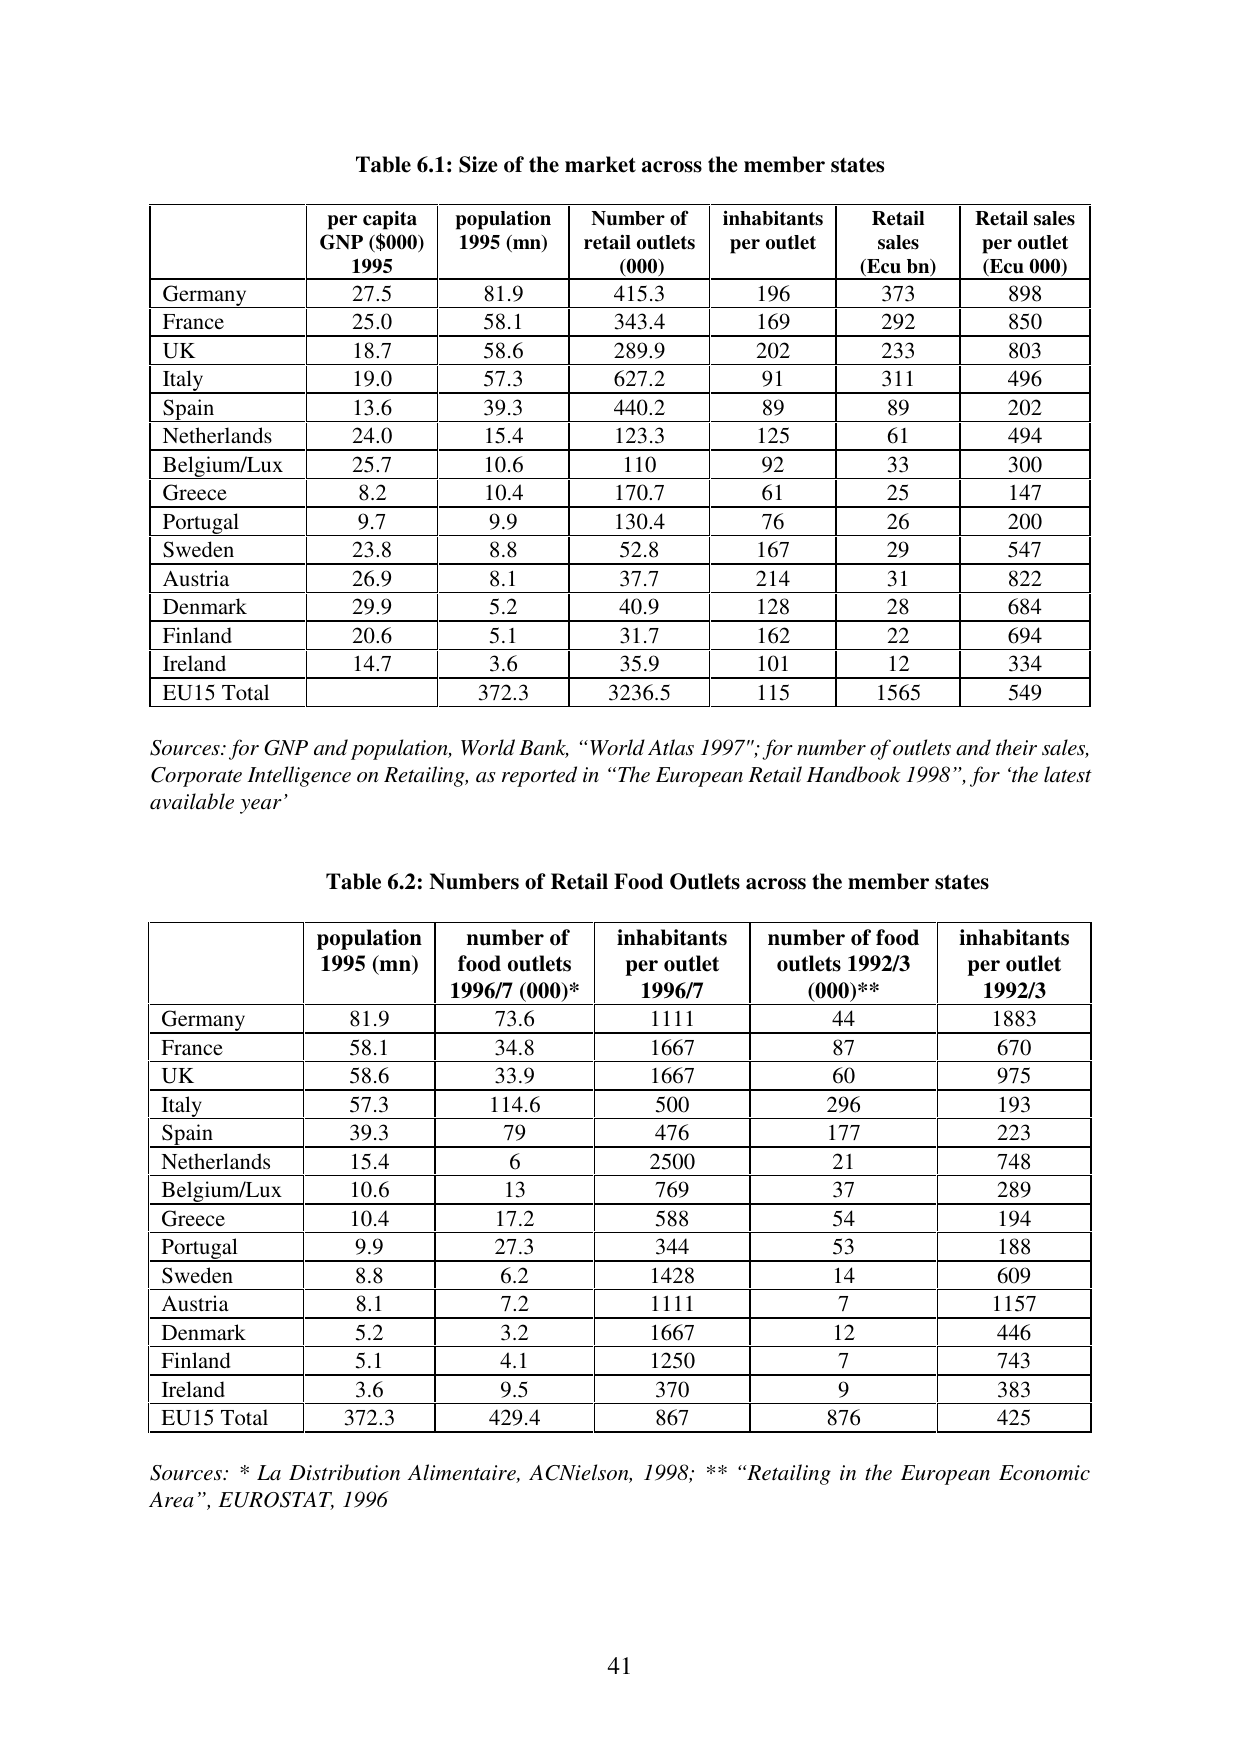 Table 6.1: Size of the market across the member states
per capita GNP ($000) 1995 population 1995 (mn) Number of retail outlets (000) inhabitants per outlet Retail sales (Ecu bn) Retail sales per outlet (Ecu 000)
Germany 27.5 81.9 415.3 196 373 898
France 25.0 58.1 343.4 169 292 850
UK 18.7 58.6 289.9 202 233 803
Italy 19.0 57.3 627.2 91 311 496
Spain 13.6 39.3 440.2 89 89 202
Netherlands 24.0 15.4 123.3 125 61 494
Belgium/Lux 25.7 10.6 110 92 33 300
Greece 8.2 10.4 170.7 61 25 147
Portugal 9.7 9.9 130.4 76 26 200
Sweden 23.8 8.8 52.8 167 29 547
Austria 26.9 8.1 37.7 214 31 822
Denmark 29.9 5.2 40.9 128 28 684
Finland 20.6 5.1 31.7 162 22 694
Ireland 14.7 3.6 35.9 101 12 334
EU15 Total 372.3 3236.5 115 1565 549
Sources: for GNP and population, World Bank, “World Atlas 1997"; for number of outlets and their sales,
Corporate Intelligence on Retailing, as reported in “The European Retail Handbook 1998”, for ‘the latest
available year’
Table 6.2: Numbers of Retail Food Outlets across the member states
population 1995 (mn) number of food outlets 1996/7 (000)* inhabitants per outlet 1996/7 number of food outlets 1992/3 (000)** inhabitants per outlet 1992/3
Germany 81.9 73.6 1111 44 1883
France 58.1 34.8 1667 87 670
UK 58.6 33.9 1667 60 975
Italy 57.3 114.6 500 296 193
Spain 39.3 79 476 177 223
Netherlands 15.4 6 2500 21 748
Belgium/Lux 10.6 13 769 37 289
Greece 10.4 17.2 588 54 194
Portugal 9.9 27.3 344 53 188
Sweden 8.8 6.2 1428 14 609
Austria 8.1 7.2 1111 7 1157
Denmark 5.2 3.2 1667 12 446
Finland 5.1 4.1 1250 7 743
Ireland 3.6 9.5 370 9 383
EU15 Total 372.3 429.4 867 876 425
Sources: * La Distribution Alimentaire, ACNielson, 1998; ** “Retailing in the European Economic
Area”, EUROSTAT, 1996
41